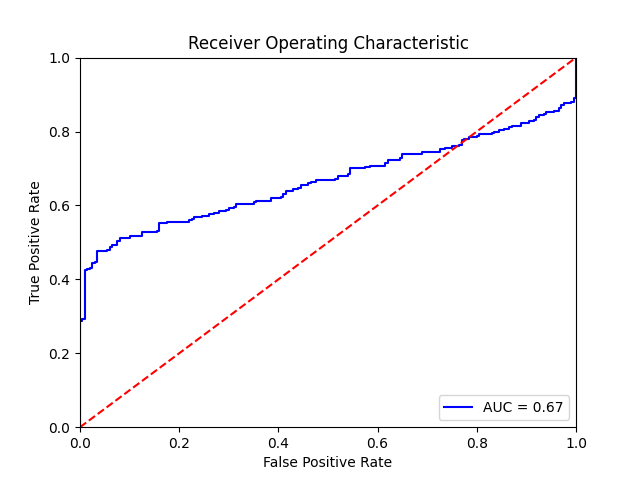 Receiver Operating Characteristic
True Positive Rate
1.0
0.8
0.6
0.4
0.2
0.0
AUC = 0.67
0.0 0.2 0.4 0.6 0.8 1.0
False Positive Rate